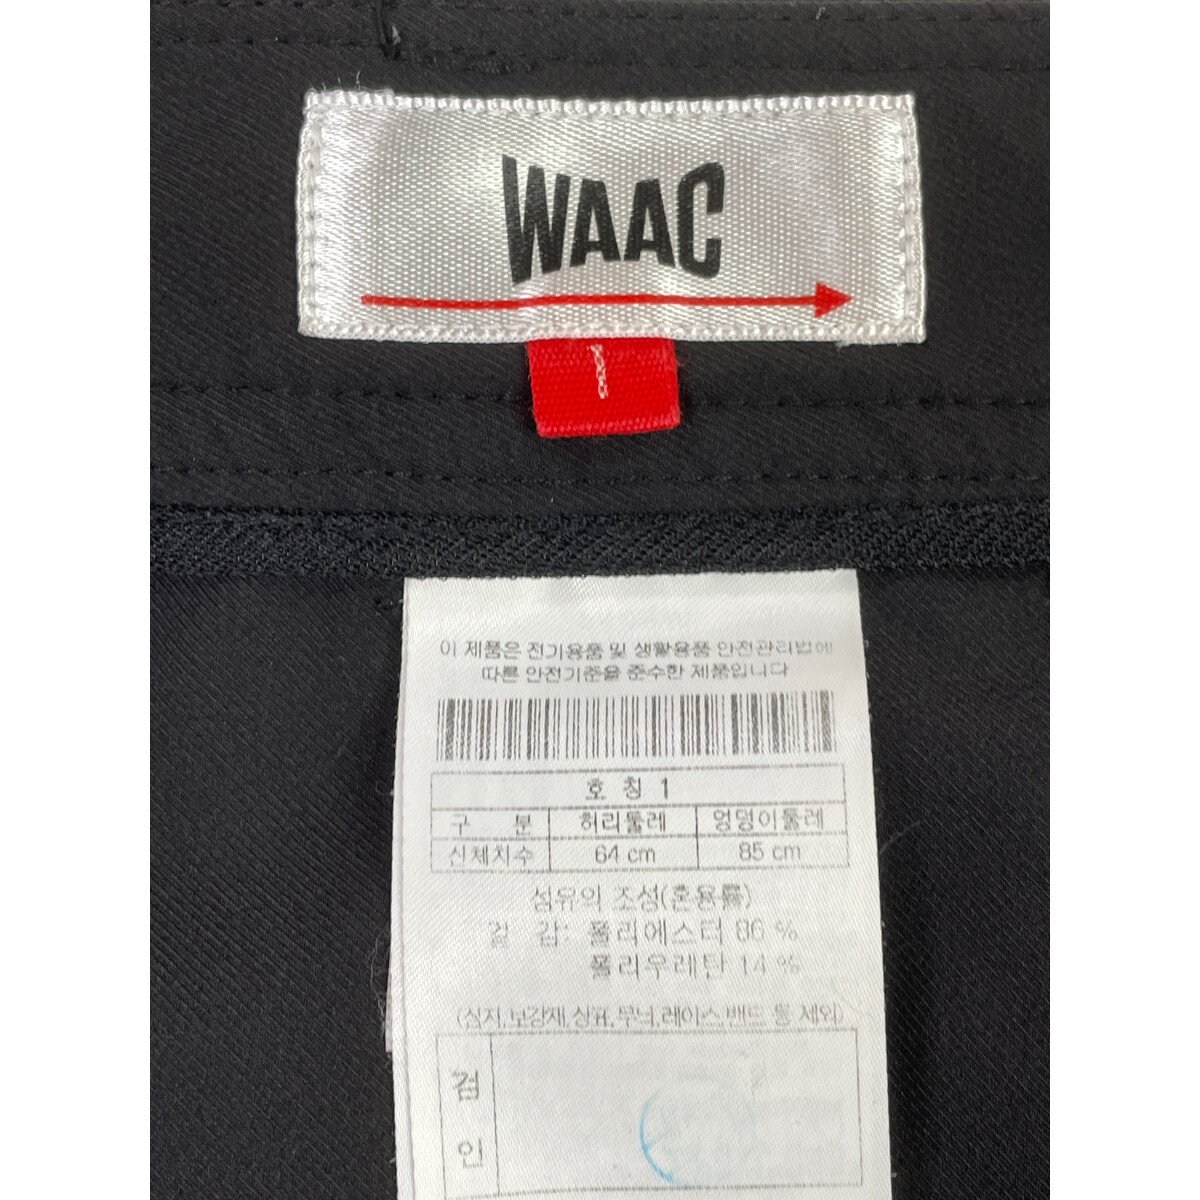 WAAC
1
이 제품은 전기용품 및 생활용품 안전관리법에
따른 안전기준을 준수한 제품입니다
호 칭 1
구 분 허리둘레 엉덩이둘레
신체치수 64 cm 85 cm
섬유의 조성(혼용률)
겉 감: 폴리에스터 86 %
폴리우레탄 14 %
(심지,보강재,상표,무늬,레이스,밴드 등 제외)
검
인